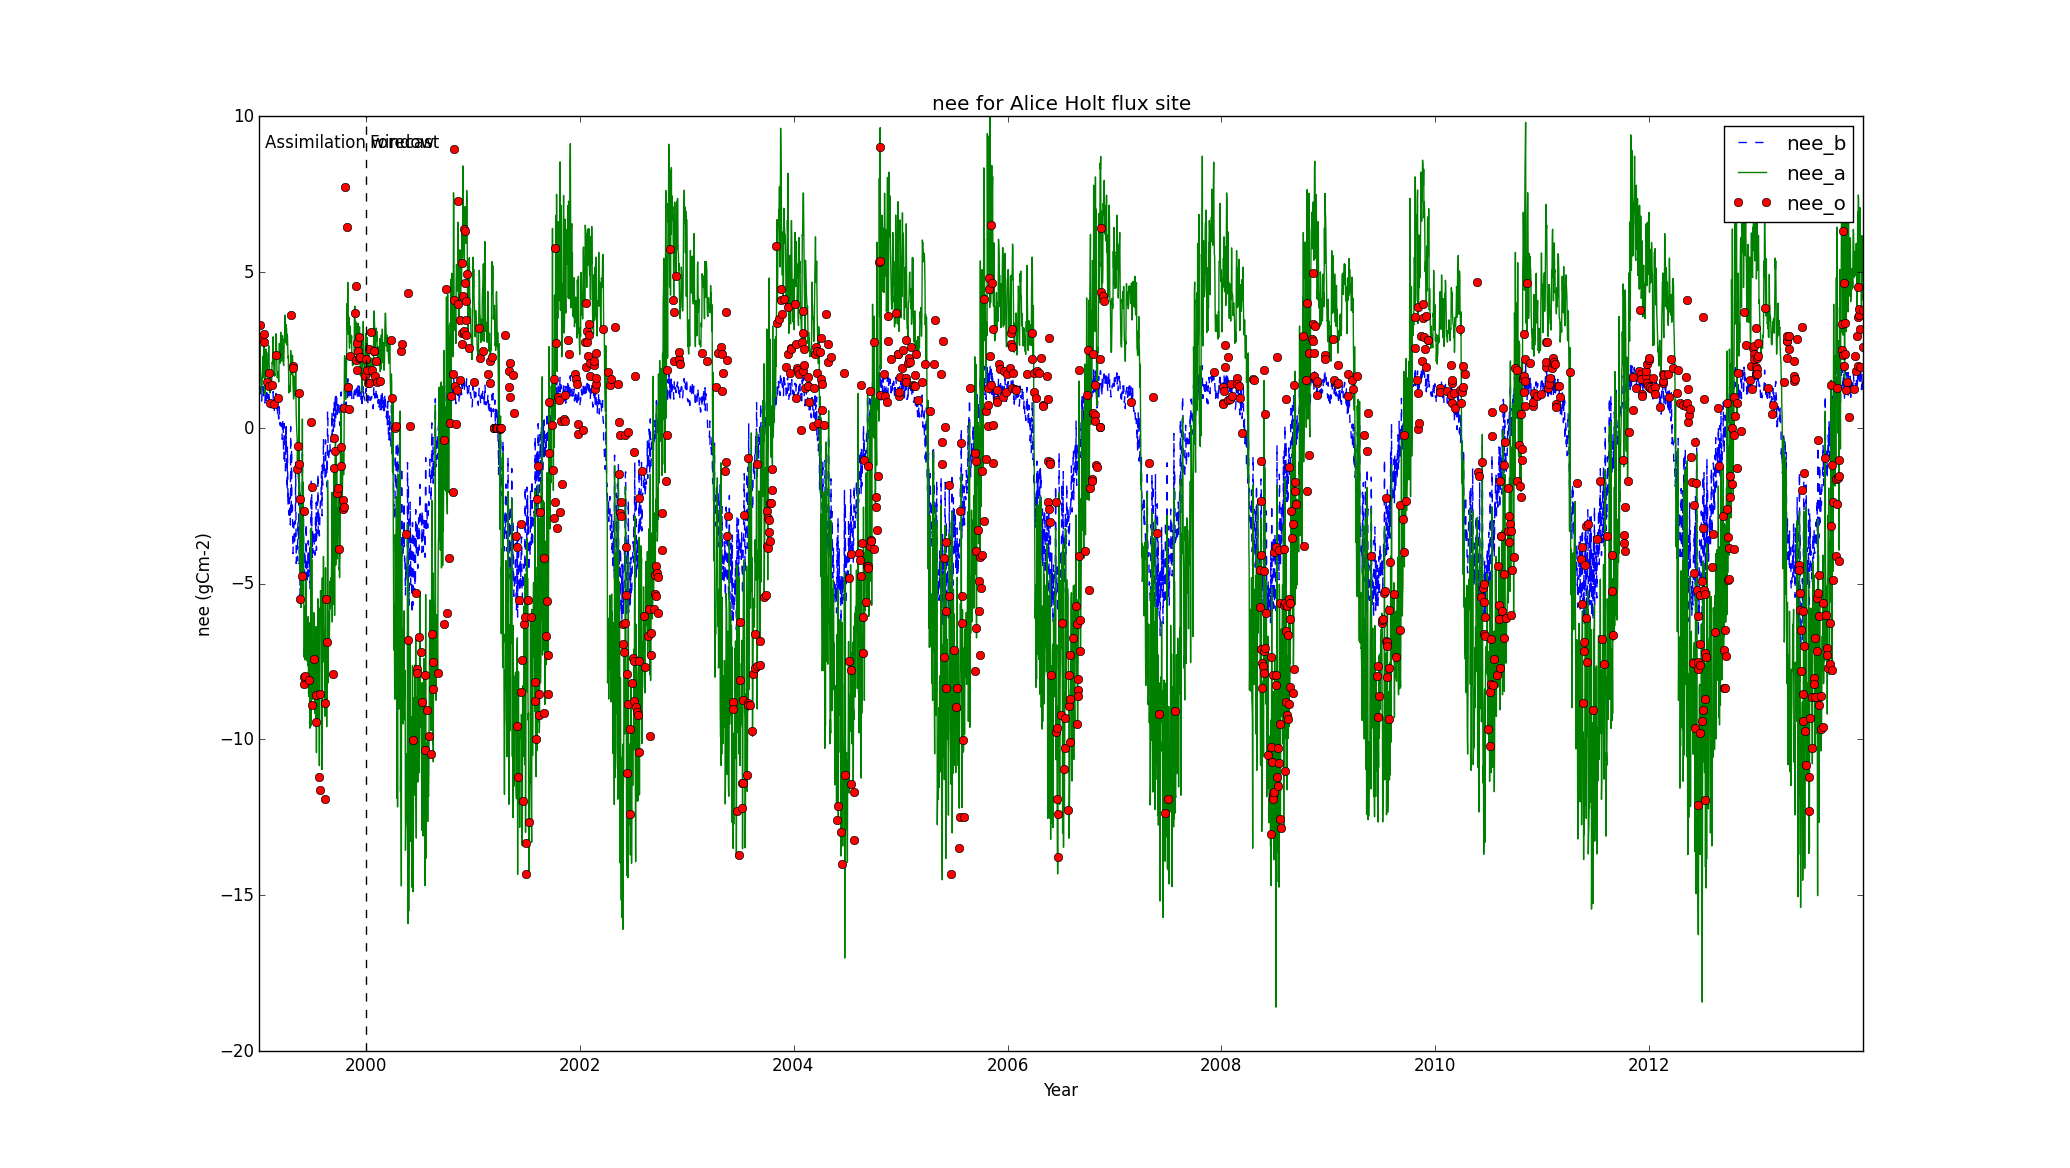 nee for Alice Holt flux site
Assimilation window
Forecast
nee_b
nee_a
nee_o
10
5
0
−5
−10
−15
−20
nee (gCm-2)
2000 2002 2004 2006 2008 2010 2012
Year